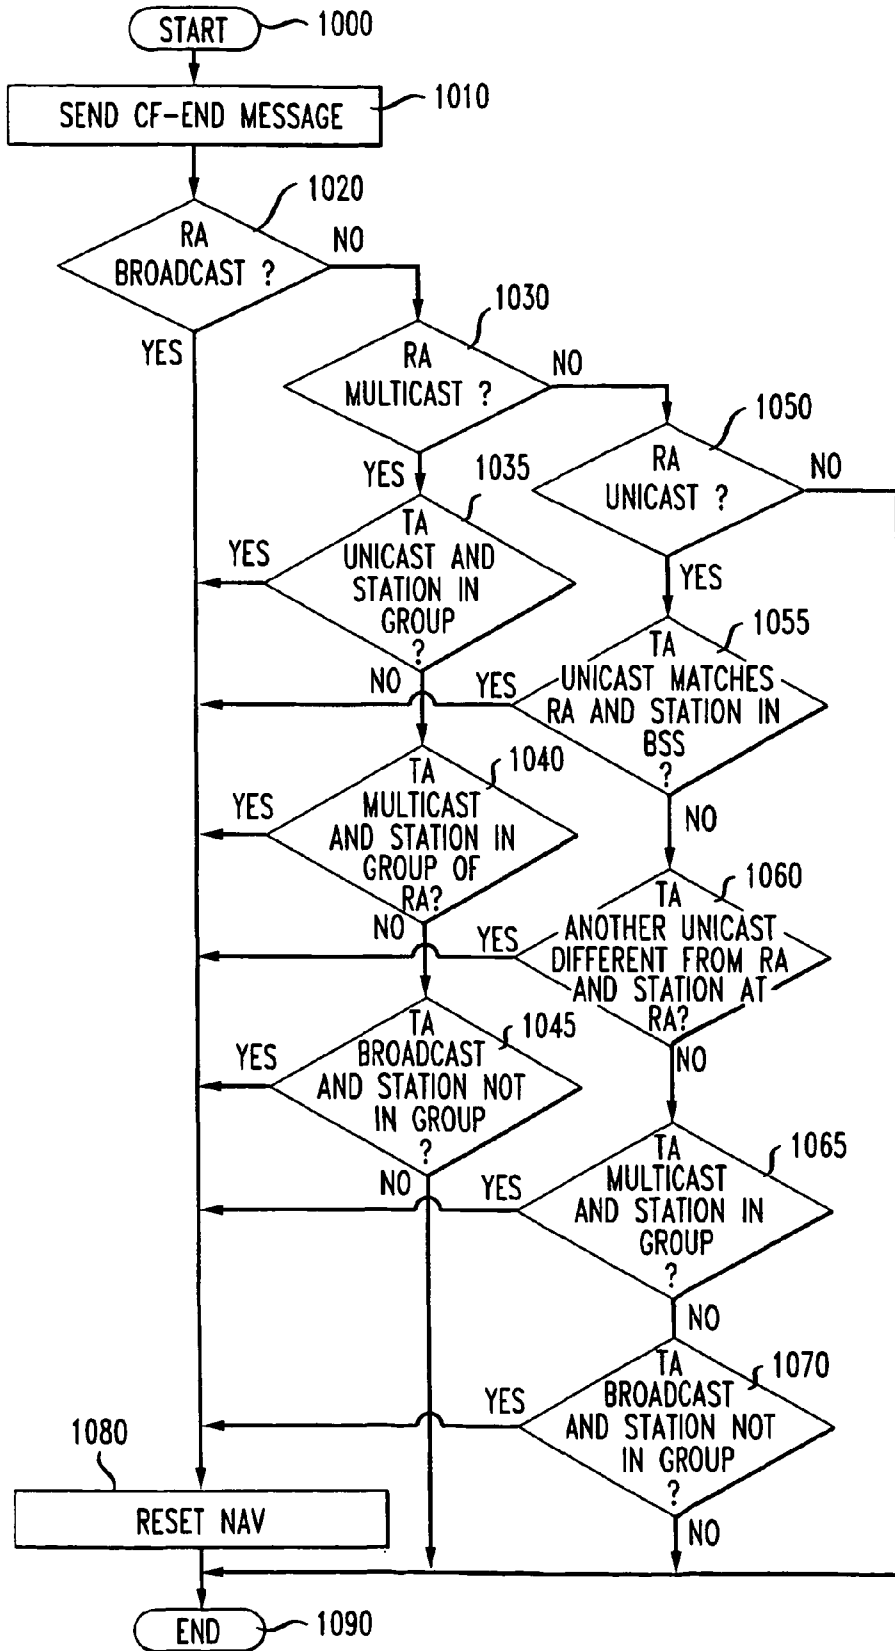 START
1000
SEND CF-END MESSAGE
1010
1020
RA
BROADCAST ?
NO
YES
1030
RA
MULTICAST ?
NO
YES
1050
RA
UNICAST ?
NO
YES
1035
TA
UNICAST AND
STATION IN
GROUP
?
YES
NO
1055
TA
UNICAST MATCHES
RA AND STATION IN
BSS
?
YES
NO
1040
TA
MULTICAST
AND STATION IN
GROUP OF
RA?
YES
NO
1060
TA
ANOTHER UNICAST
DIFFERENT FROM RA
AND STATION AT
RA?
YES
NO
1045
TA
BROADCAST
AND STATION NOT
IN GROUP
?
YES
NO
1065
TA
MULTICAST
AND STATION IN
GROUP
?
YES
NO
1070
TA
BROADCAST
AND STATION NOT
IN GROUP
?
YES
NO
1080
RESET NAV
END
1090